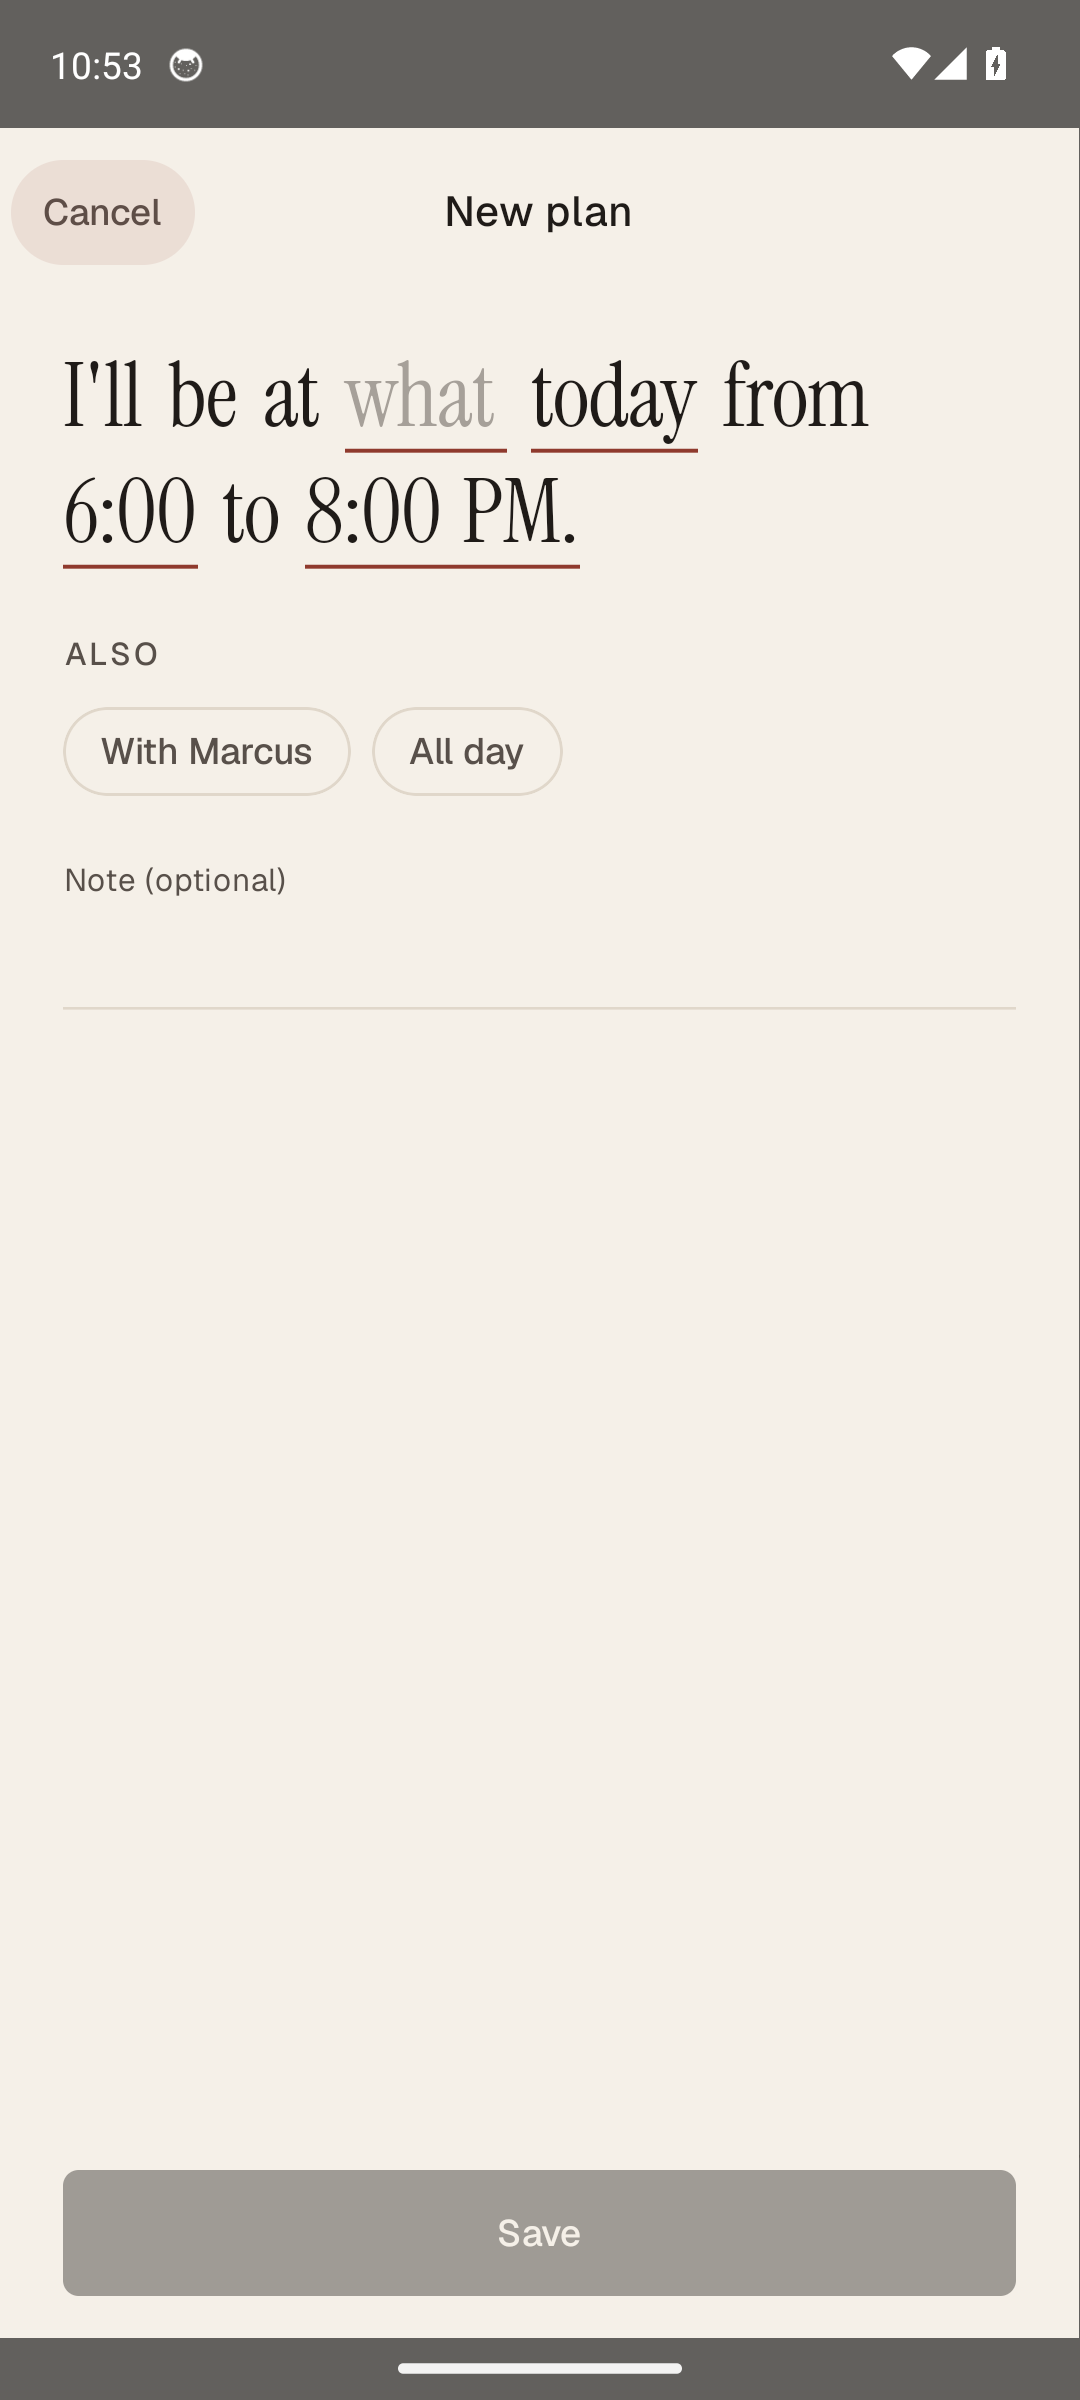 10:53
Cancel
New plan
I'll be at what today from
6:00 to 8:00 PM.
ALSO
With Marcus
All day
Note (optional)
Save